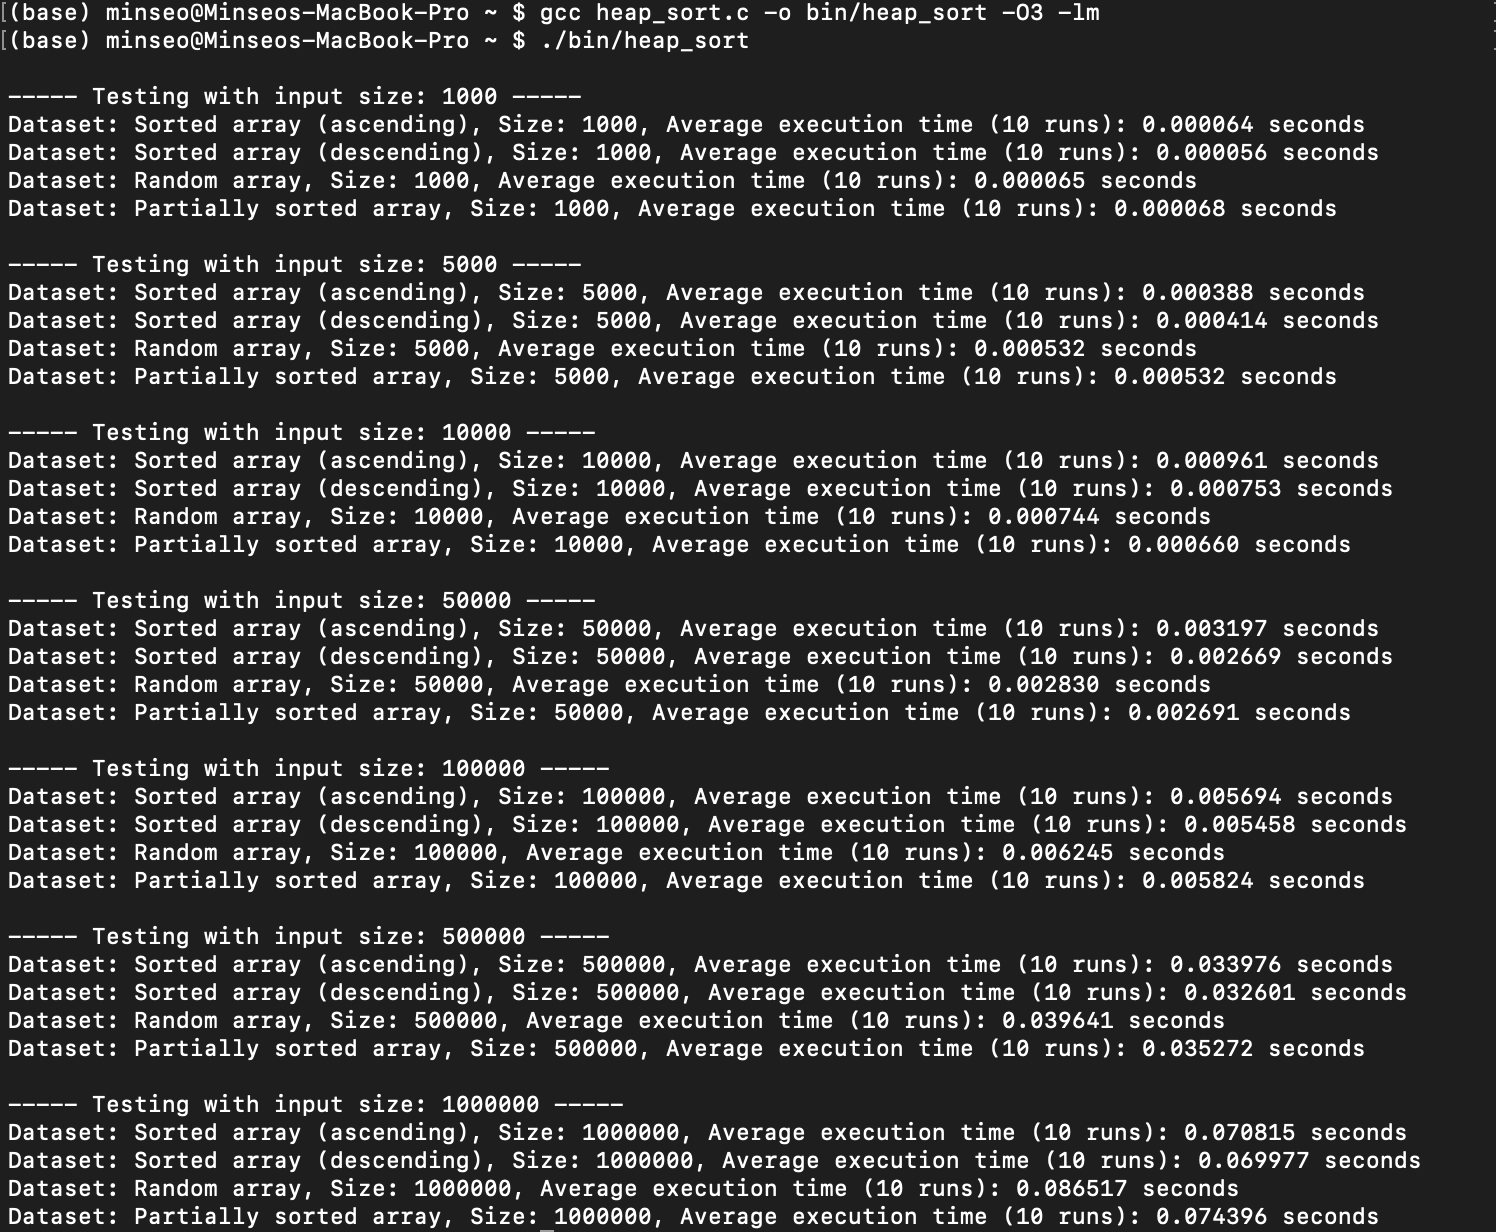 [(base) minseo@Minseos-MacBook-Pro ~ $ gcc heap_sort.c -o bin/heap_sort -O3 -lm
[(base) minseo@Minseos-MacBook-Pro ~ $ ./bin/heap_sort
----- Testing with input size: 1000 -----
Dataset: Sorted array (ascending), Size: 1000, Average execution time (10 runs): 0.000064 seconds
Dataset: Sorted array (descending), Size: 1000, Average execution time (10 runs): 0.000056 seconds
Dataset: Random array, Size: 1000, Average execution time (10 runs): 0.000065 seconds
Dataset: Partially sorted array, Size: 1000, Average execution time (10 runs): 0.000068 seconds
----- Testing with input size: 5000 -----
Dataset: Sorted array (ascending), Size: 5000, Average execution time (10 runs): 0.000388 seconds
Dataset: Sorted array (descending), Size: 5000, Average execution time (10 runs): 0.000414 seconds
Dataset: Random array, Size: 5000, Average execution time (10 runs): 0.000532 seconds
Dataset: Partially sorted array, Size: 5000, Average execution time (10 runs): 0.000532 seconds
----- Testing with input size: 10000 -----
Dataset: Sorted array (ascending), Size: 10000, Average execution time (10 runs): 0.000961 seconds
Dataset: Sorted array (descending), Size: 10000, Average execution time (10 runs): 0.000753 seconds
Dataset: Random array, Size: 10000, Average execution time (10 runs): 0.000744 seconds
Dataset: Partially sorted array, Size: 10000, Average execution time (10 runs): 0.000660 seconds
----- Testing with input size: 50000 -----
Dataset: Sorted array (ascending), Size: 50000, Average execution time (10 runs): 0.003197 seconds
Dataset: Sorted array (descending), Size: 50000, Average execution time (10 runs): 0.002669 seconds
Dataset: Random array, Size: 50000, Average execution time (10 runs): 0.002830 seconds
Dataset: Partially sorted array, Size: 50000, Average execution time (10 runs): 0.002691 seconds
----- Testing with input size: 100000 -----
Dataset: Sorted array (ascending), Size: 100000, Average execution time (10 runs): 0.005694 seconds
Dataset: Sorted array (descending), Size: 100000, Average execution time (10 runs): 0.005458 seconds
Dataset: Random array, Size: 100000, Average execution time (10 runs): 0.006245 seconds
Dataset: Partially sorted array, Size: 100000, Average execution time (10 runs): 0.005824 seconds
----- Testing with input size: 500000 -----
Dataset: Sorted array (ascending), Size: 500000, Average execution time (10 runs): 0.033976 seconds
Dataset: Sorted array (descending), Size: 500000, Average execution time (10 runs): 0.032601 seconds
Dataset: Random array, Size: 500000, Average execution time (10 runs): 0.039641 seconds
Dataset: Partially sorted array, Size: 500000, Average execution time (10 runs): 0.035272 seconds
----- Testing with input size: 1000000 -----
Dataset: Sorted array (ascending), Size: 1000000, Average execution time (10 runs): 0.070815 seconds
Dataset: Sorted array (descending), Size: 1000000, Average execution time (10 runs): 0.069977 seconds
Dataset: Random array, Size: 1000000, Average execution time (10 runs): 0.086517 seconds
Dataset: Partially sorted array, Size: 1000000, Average execution time (10 runs): 0.074396 seconds